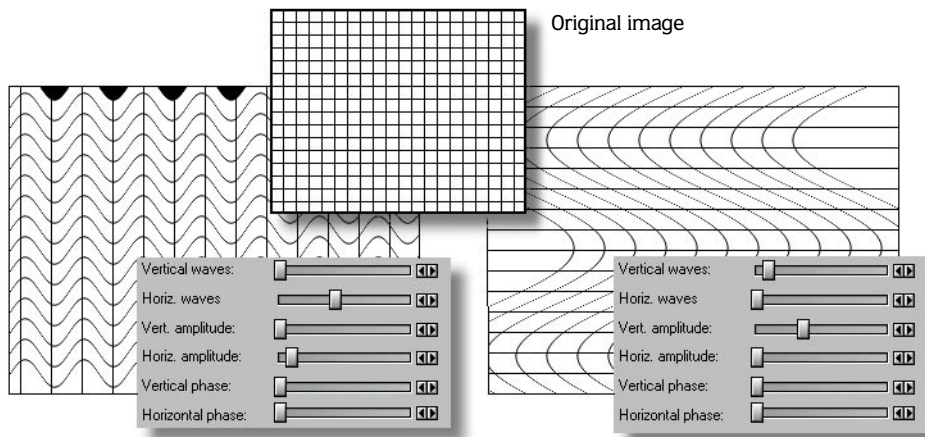 Original image
Vertical waves:
Horiz. waves
Vert. amplitude:
Horiz. amplitude:
Vertical phase:
Horizontal phase:
Vertical waves:
Horiz. waves
Vert. amplitude:
Horiz. amplitude:
Vertical phase:
Horizontal phase: